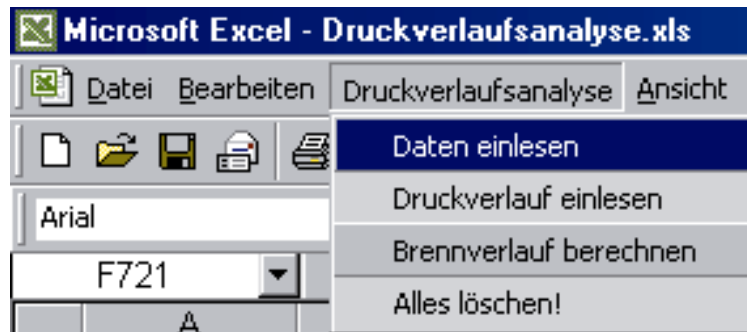 Microsoft Excel - Druckverlaufsanalyse.xls
Datei Bearbeiten Druckverlaufsanalyse Ansicht
Daten einlesen
Druckverlauf einlesen
Arial
Brennverlauf berechnen
F721
Alles löschen!
A